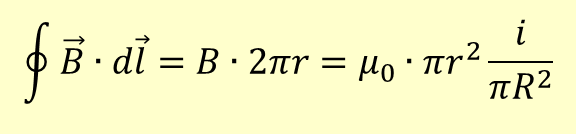 ∮ B⃗ · dl⃗ = B · 2πr = μ₀ · πr² i/πR²